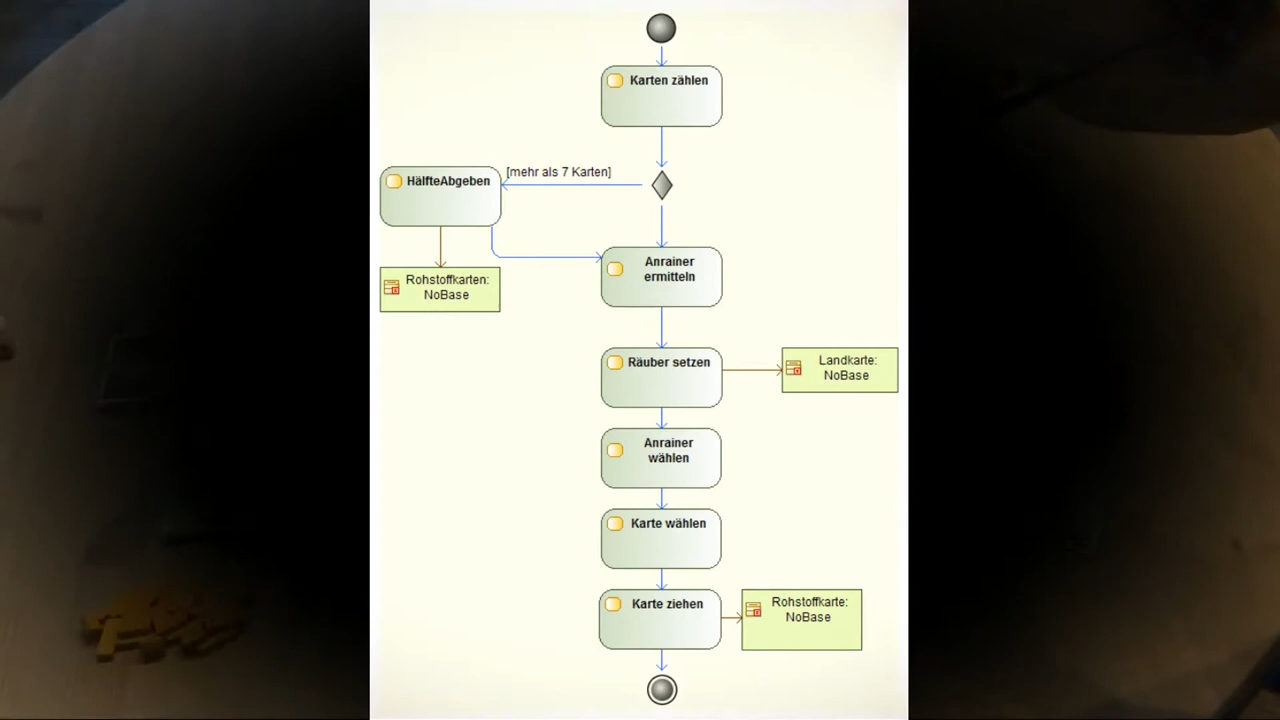 Karten zählen
[mehr als 7 Karten]
HälfteAbgeben
Anrainer
ermitteln
Rohstoffkarten:
NoBase
Räuber setzen
Landkarte:
NoBase
Anrainer
wählen
Karte wählen
Karte ziehen
Rohstoffkarte:
NoBase